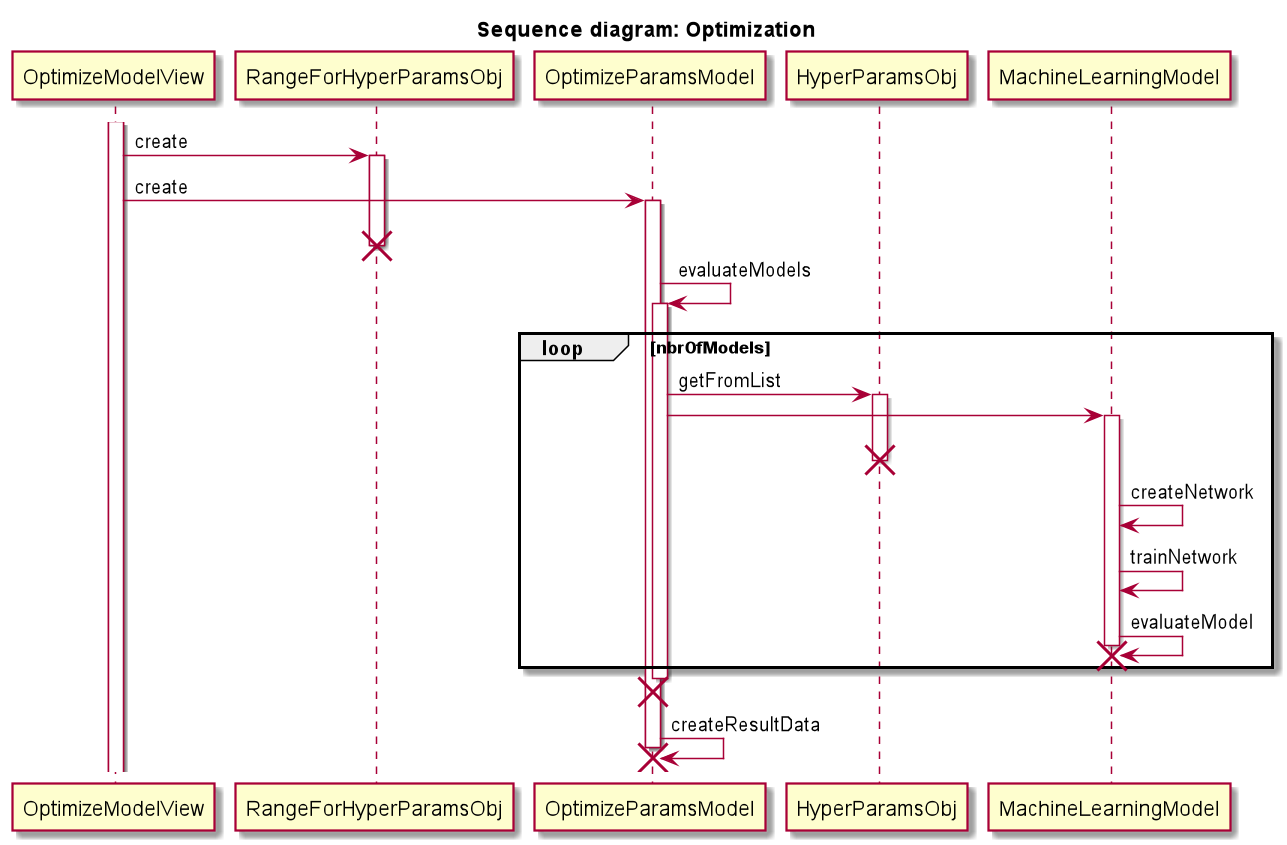 Sequence diagram: Optimization
OptimizeModelView
RangeForHyperParamsObj
OptimizeParamsModel
HyperParamsObj
MachineLearningModel
create
create
evaluateModels
loop
[nbrOfModels]
getFromList
createNetwork
trainNetwork
evaluateModel
createResultData
OptimizeModelView
RangeForHyperParamsObj
OptimizeParamsModel
HyperParamsObj
MachineLearningModel